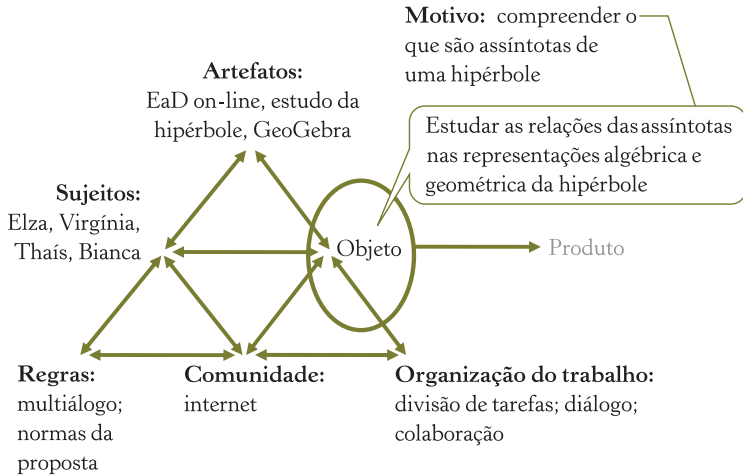 Motivo: compreender o
que são assíntotas de
uma hipérbole
Artefatos:
EaD on-line, estudo da
hipérbole, GeoGebra
Estudar as relações das assíntotas
nas representações algébrica e
geométrica da hipérbole
Sujeitos:
Elza, Virgínia,
Thaís, Bianca
Objeto
Produto
Regras:
multiálogo;
normas da
proposta
Comunidade:
internet
Organização do trabalho:
divisão de tarefas; diálogo;
colaboração